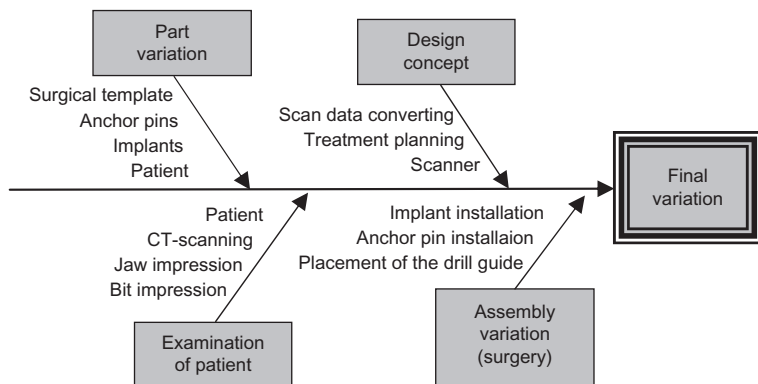 Part
variation
Design
concept
Surgical template
Anchor pins
Implants
Patient
Scan data converting
Treatment planning
Scanner
Final
variation
Patient
CT-scanning
Jaw impression
Bit impression
Implant installation
Anchor pin installaion
Placement of the drill guide
Examination
of patient
Assembly
variation
(surgery)